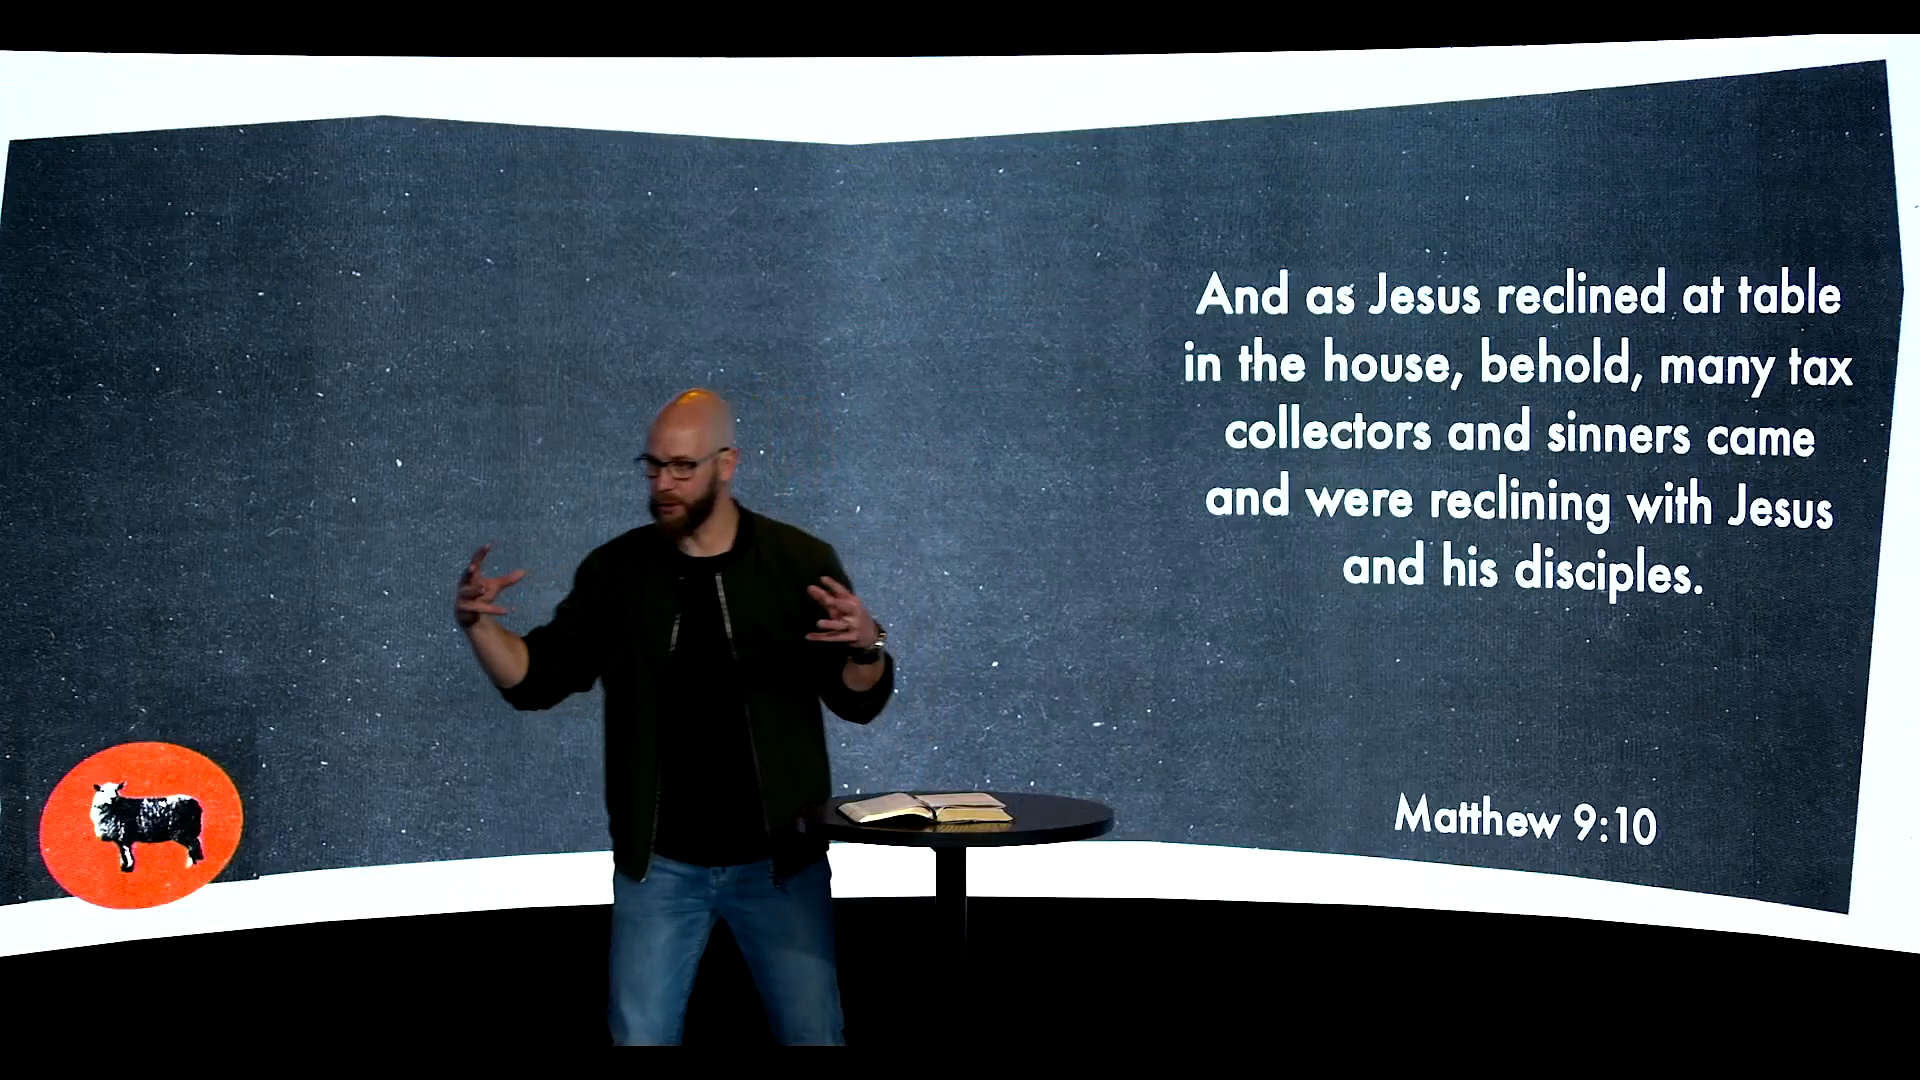 And as Jesus reclined at table
in the house, behold, many tax
collectors and sinners came
and were reclining with Jesus
and his disciples.
Matthew 9:10